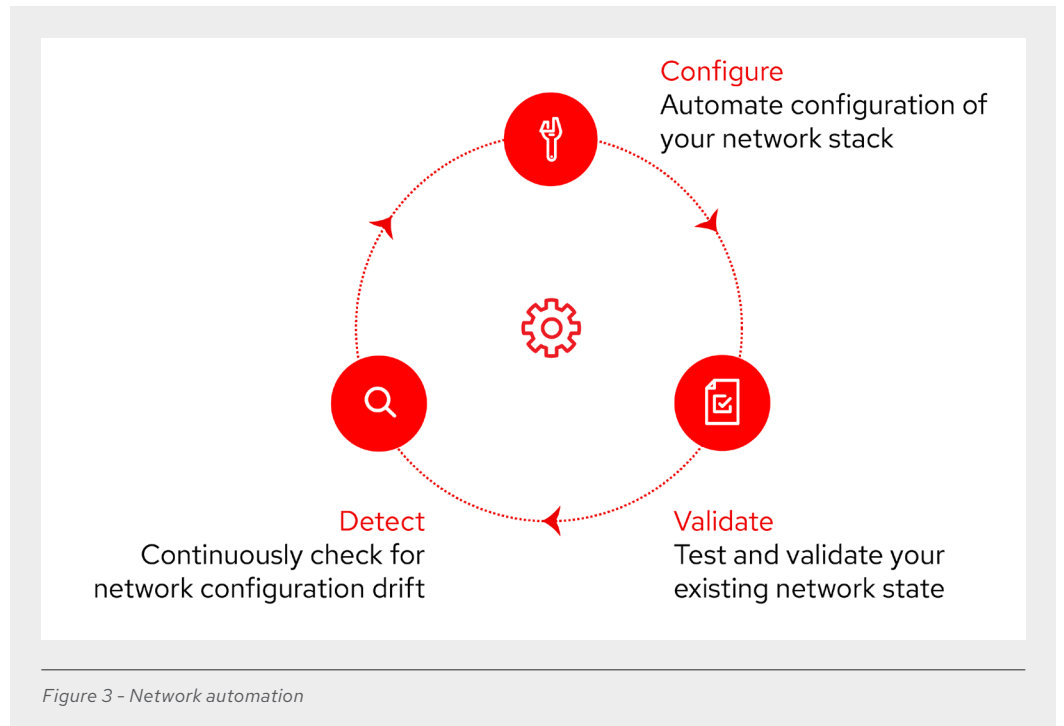 Configure
Automate configuration of
your network stack
Detect
Continuously check for
network configuration drift
Validate
Test and validate your
existing network state
Figure 3 - Network automation